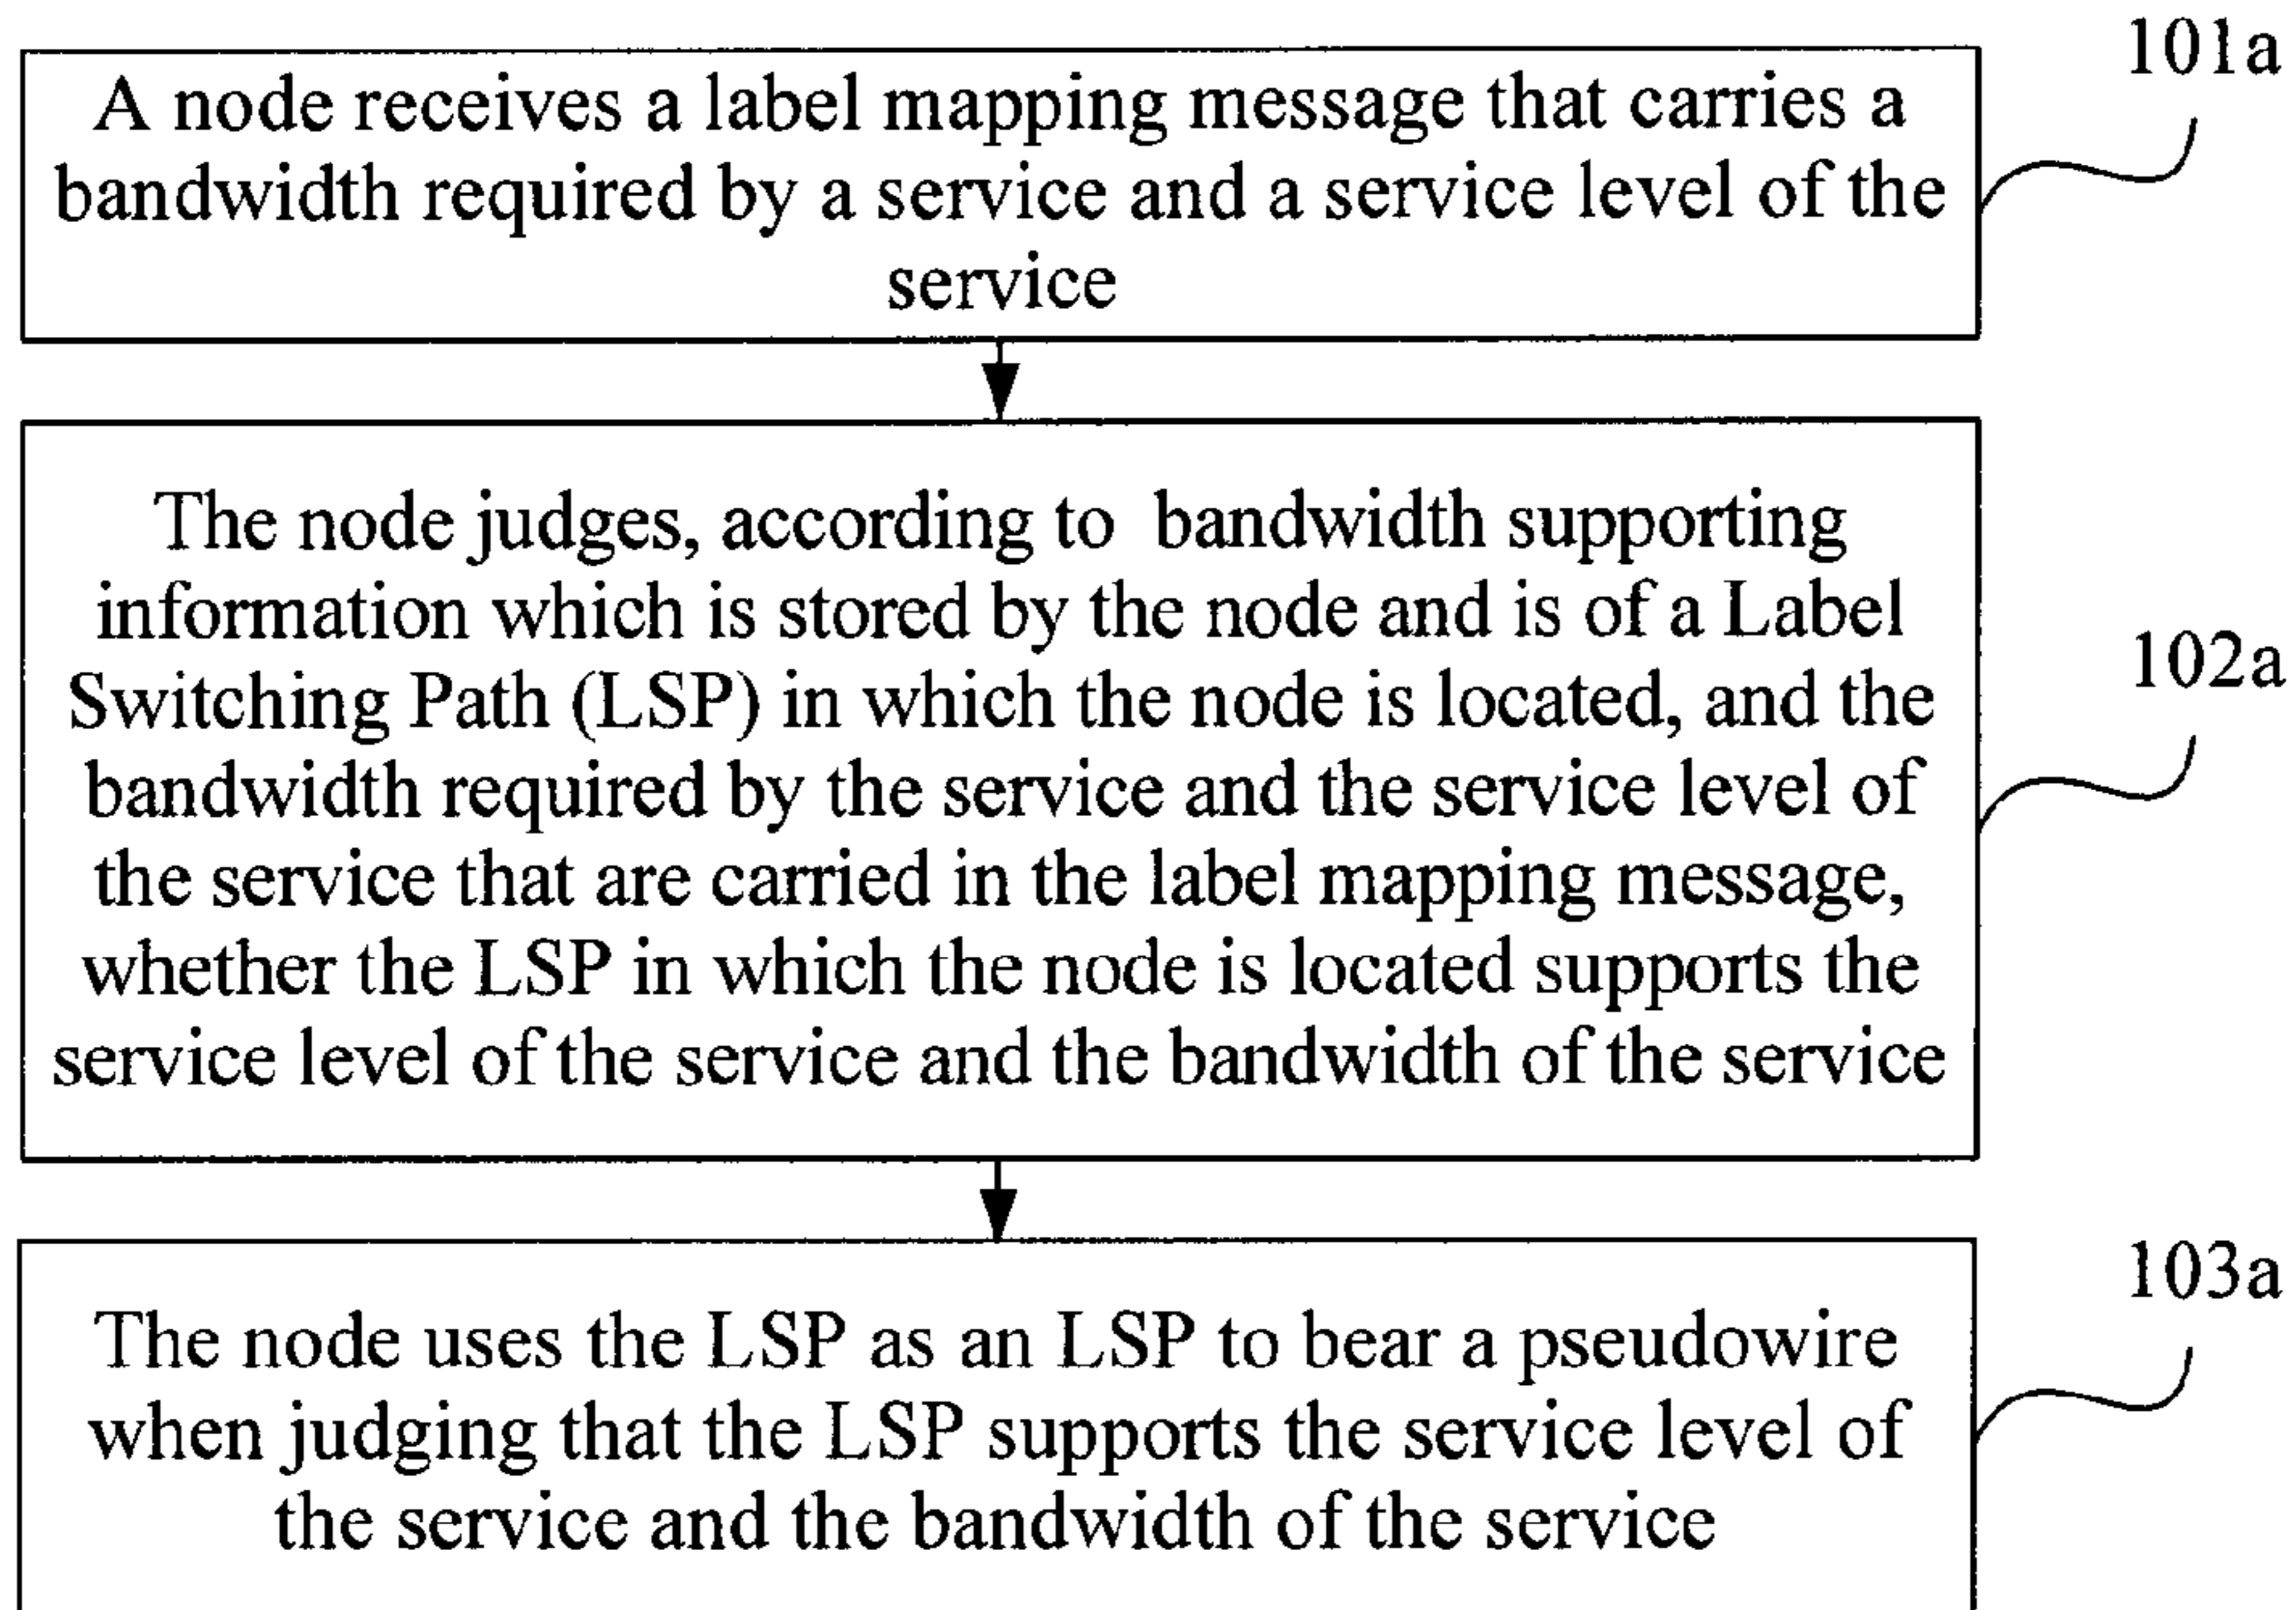 101a
A node receives a label mapping message that carries a
bandwidth required by a service and a service level of the
service
The node judges, according to bandwidth supporting
information which is stored by the node and is of a Label
Switching Path (LSP) in which the node is located, and the
bandwidth required by the service and the service level of
the service that are carried in the label mapping message,
whether the LSP in which the node is located supports the
service level of the service and the bandwidth of the service
102a
The node uses the LSP as an LSP to bear a pseudowire
when judging that the LSP supports the service level of
the service and the bandwidth of the service
103a